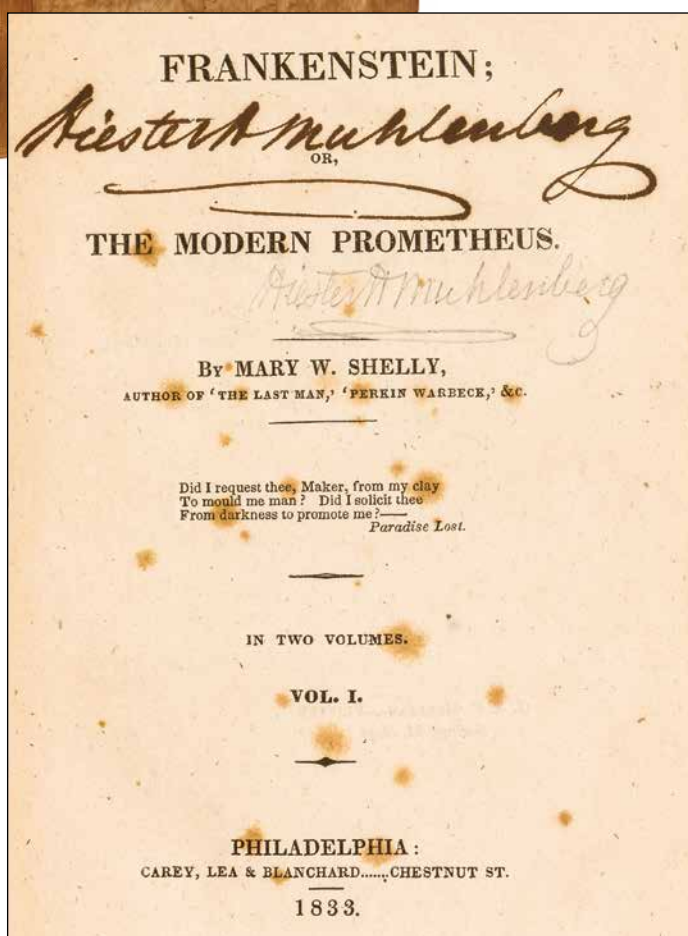 FRANKENSTEIN;
Hiester H Muhlenberg
OR,
THE MODERN PROMETHEUS.
Hiester H Muhlenberg
By MARY W. SHELLY,
AUTHOR OF ‘THE LAST MAN,’ ‘PERKIN WARBECK,’ &C.
Did I request thee, Maker, from my clay
To mould me man? Did I solicit thee
From darkness to promote me?——
Paradise Lost.
IN TWO VOLUMES.
VOL. I.
PHILADELPHIA:
CAREY, LEA & BLANCHARD......CHESTNUT ST.
1833.